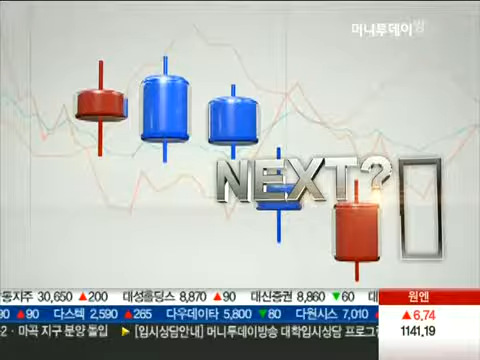 머니투데이방
NEXT?
동지주 30,650 ▲200 대성홀딩스 8,870 ▲90 대신증권 8,860 ▼60 대
90 ▲90 다스텍 2,590 ▲265 다우데이타 5,800 ▼80 다원시스 7,010
2· 마곡 지구 분양 돌입 ▶ [입시상담안내] 머니투데이방송 대학입시상담 프로그
원엔
▲6,74
1141,19